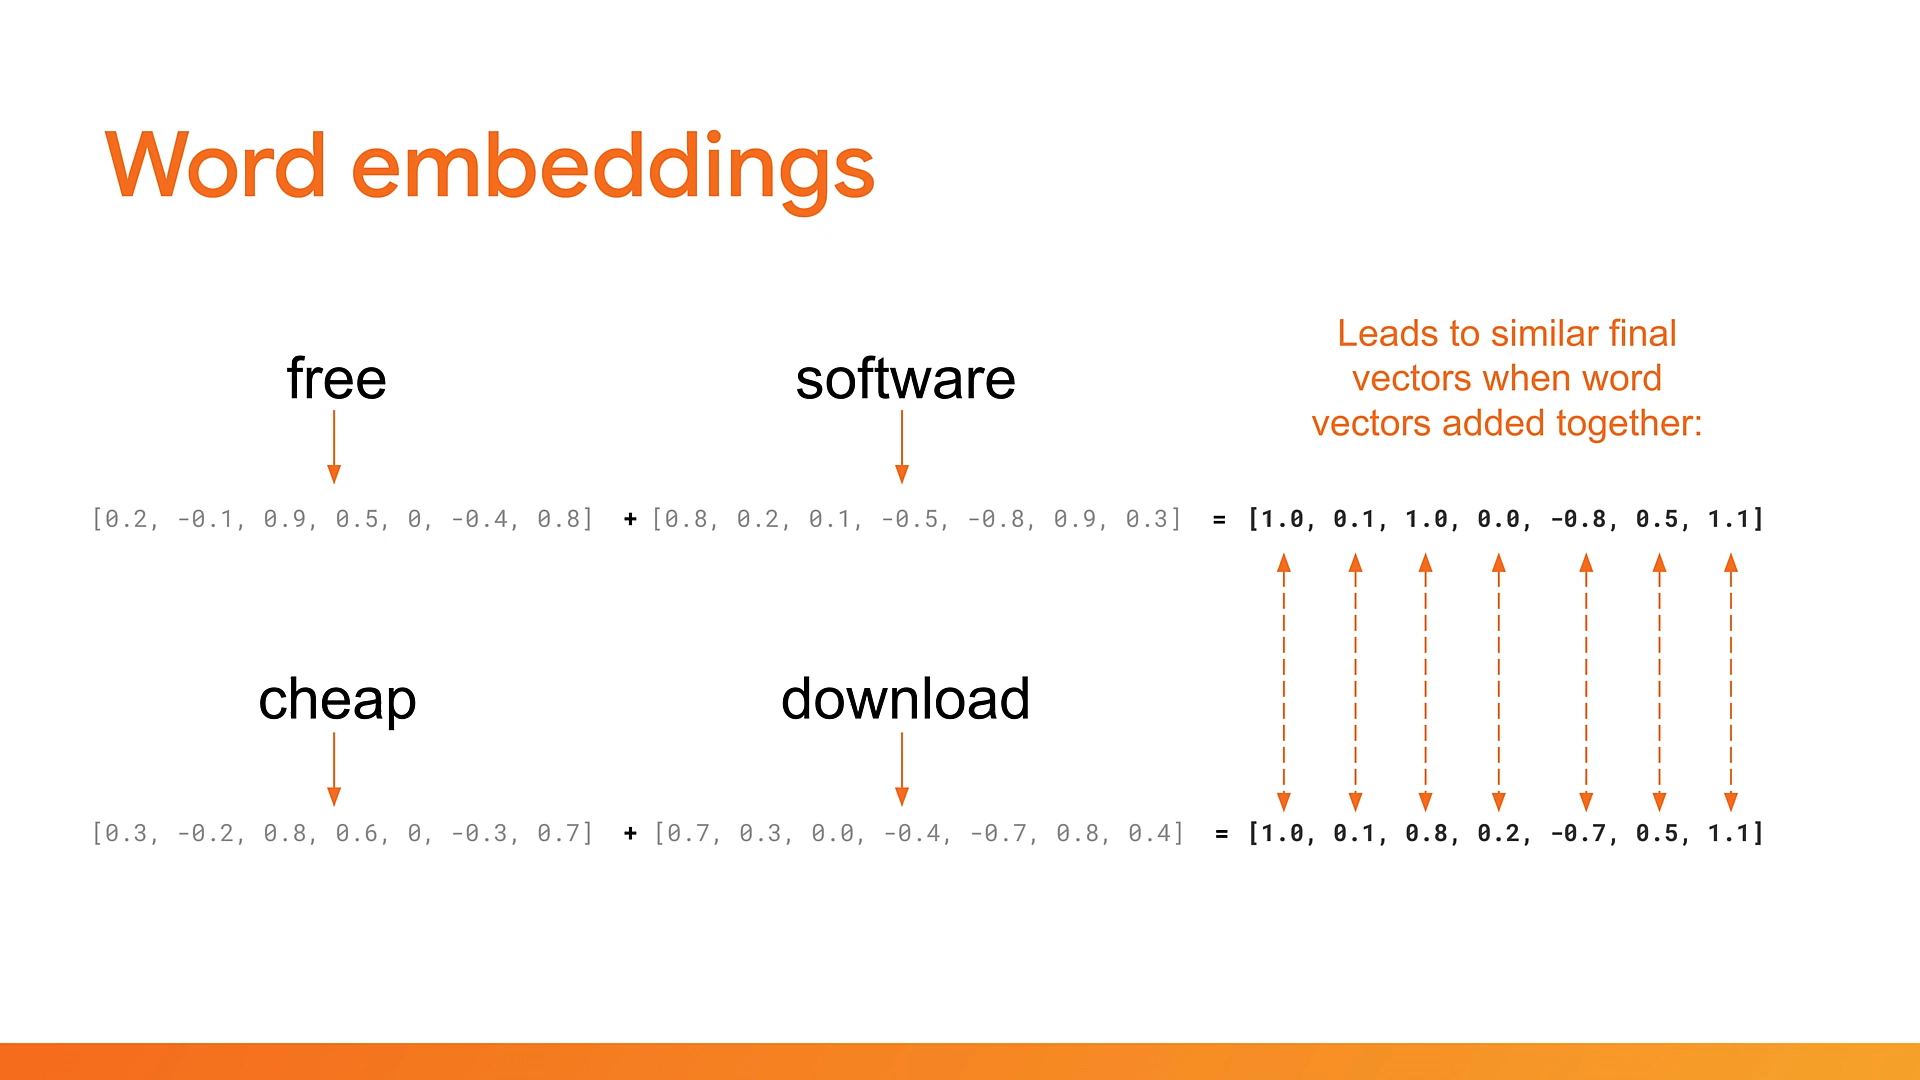 Word embeddings
Leads to similar final
vectors when word
vectors added together:
free
software
[0.2, -0.1, 0.9, 0.5, 0, -0.4, 0.8] + [0.8, 0.2, 0.1, -0.5, -0.8, 0.9, 0.3] = [1.0, 0.1, 1.0, 0.0, -0.8, 0.5, 1.1]
cheap
download
[0.3, -0.2, 0.8, 0.6, 0, -0.3, 0.7] + [0.7, 0.3, 0.0, -0.4, -0.7, 0.8, 0.4] = [1.0, 0.1, 0.8, 0.2, -0.7, 0.5, 1.1]